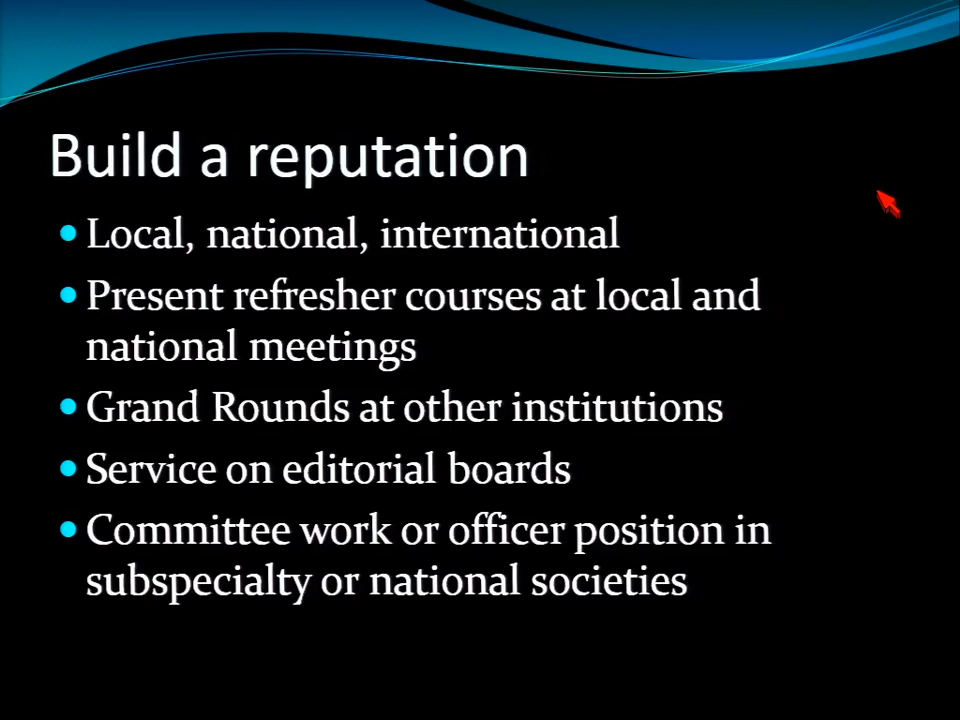 Build a reputation
• Local, national, international
• Present refresher courses at local and
national meetings
• Grand Rounds at other institutions
• Service on editorial boards
• Committee work or officer position in
subspecialty or national societies